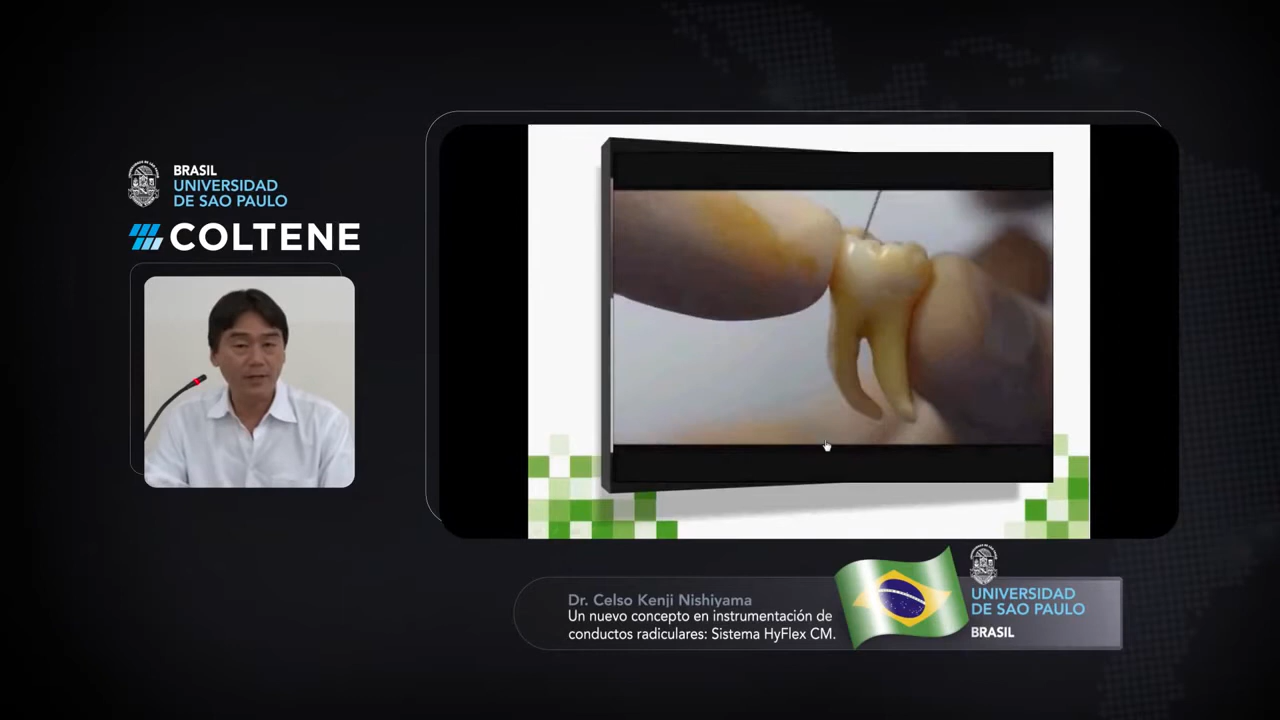 BRASIL
UNIVERSIDAD
DE SAO PAULO
COLTENE
Dr. Celso Kenji Nishiyama
Un nuevo concepto en instrumentación de
conductos radiculares: Sistema HyFlex CM.
UNIVERSIDAD
DE SAO PAULO
BRASIL